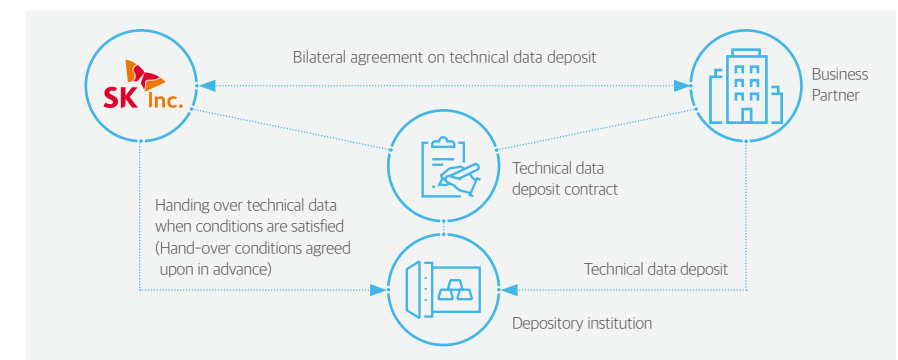 Bilateral agreement on technical data deposit
SK inc.
Business
Partner
Technical data
deposit contract
Handing over technical data
when conditions are satisfied
(Hand-over conditions agreed
upon in advance)
Technical data deposit
Depository institution